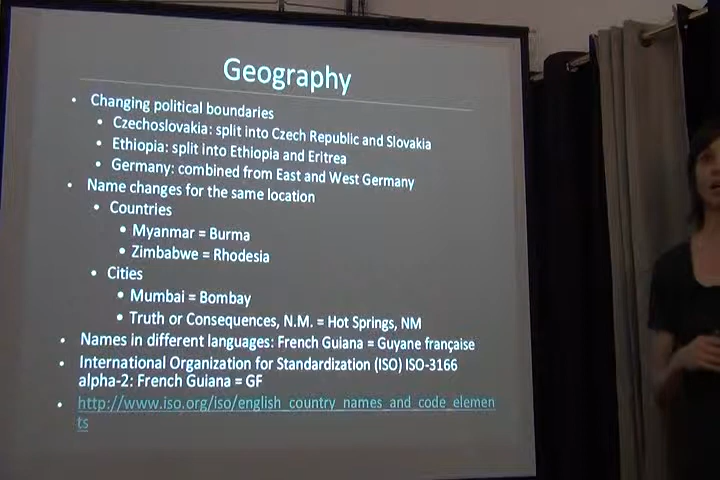 Geography
• Changing political boundaries
• Czechoslovakia: split into Czech Republic and Slovakia
• Ethiopia: split into Ethiopia and Eritrea
• Germany: combined from East and West Germany
• Name changes for the same location
• Countries
• Myanmar = Burma
• Zimbabwe = Rhodesia
• Cities
• Mumbai = Bombay
• Truth or Consequences, N.M. = Hot Springs, NM
• Names in different languages: French Guiana = Guyane française
• International Organization for Standardization (ISO) ISO-3166
alpha-2: French Guiana = GF
• http://www.iso.org/iso/english_country_names_and_code_elemen
ts